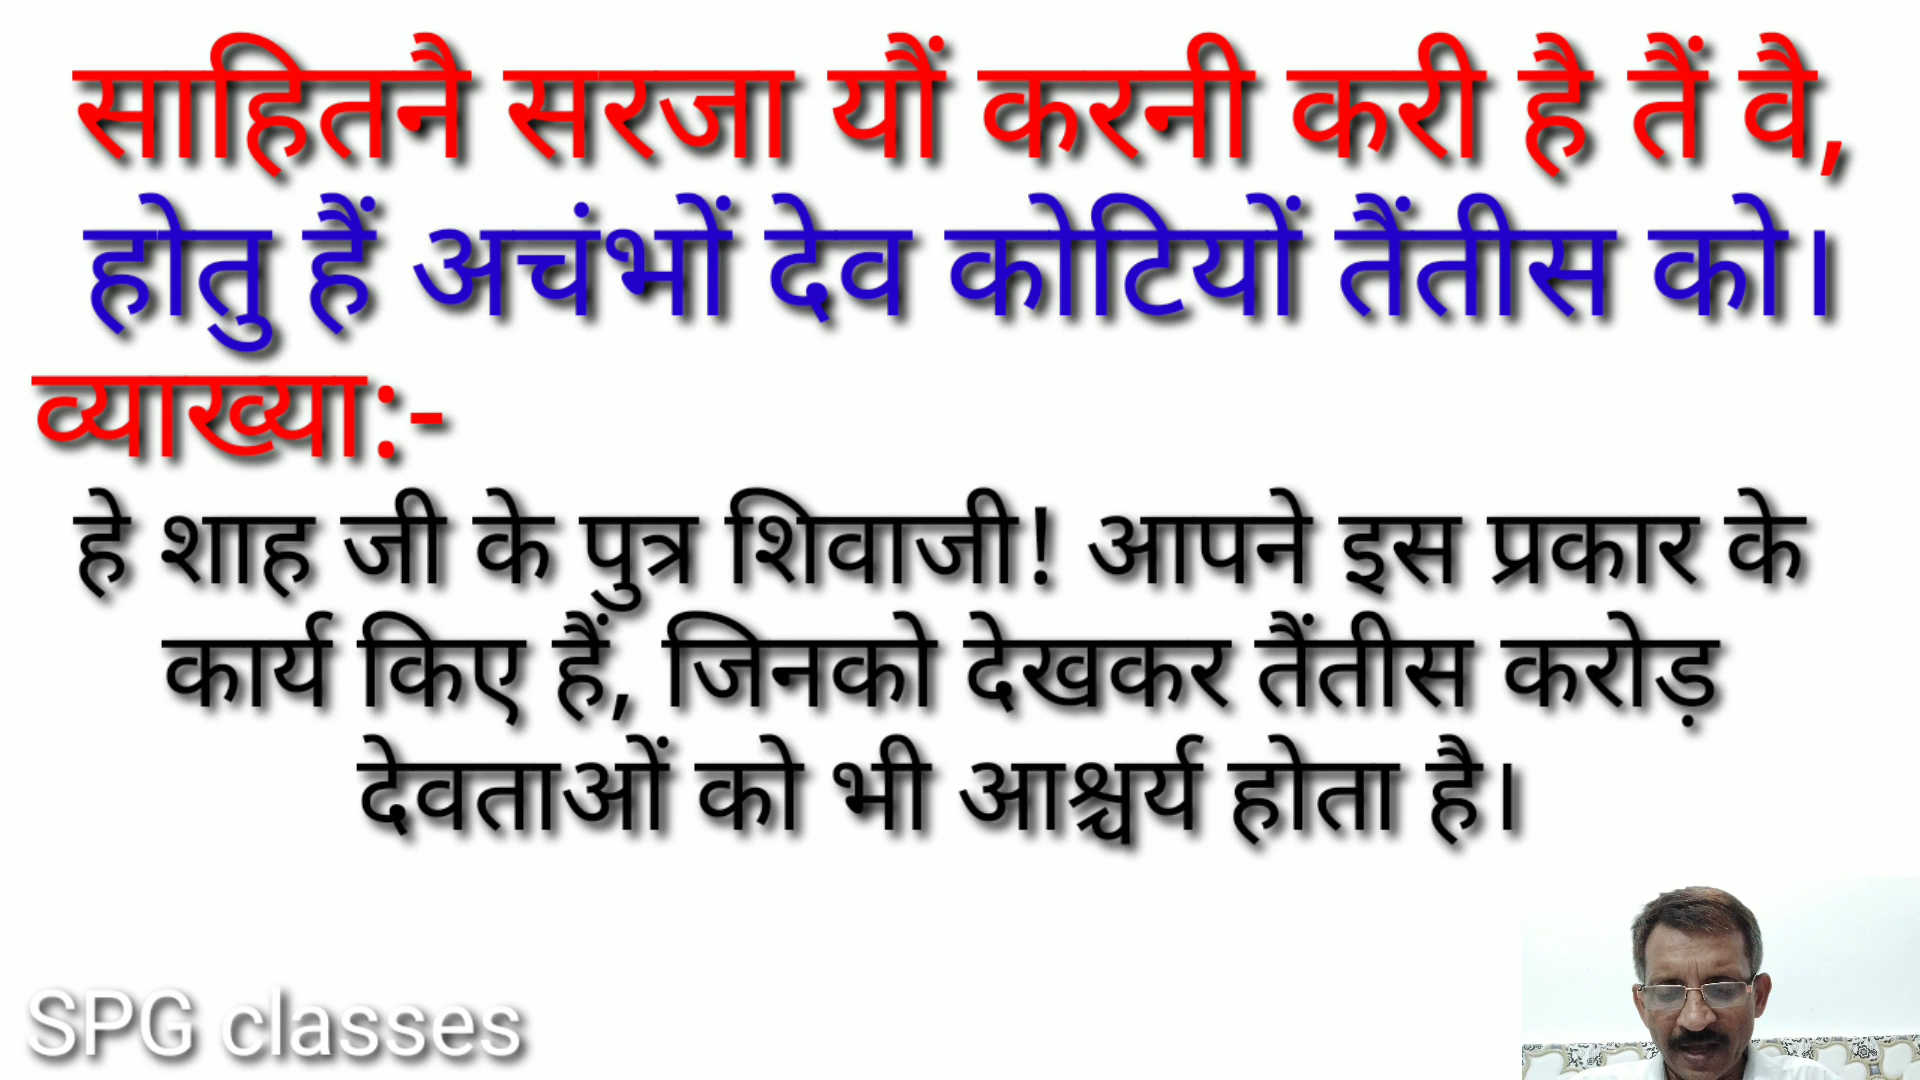 साहितनै सरजा यौं करनी करी है तैं वै,
होतु हैं अचंभों देव कोटियों तैंतीस को।
व्याख्या:-
हे शाह जी के पुत्र शिवाजी! आपने इस प्रकार के
कार्य किए हैं, जिनको देखकर तैंतीस करोड़
देवताओं को भी आश्चर्य होता है।
SPG classes